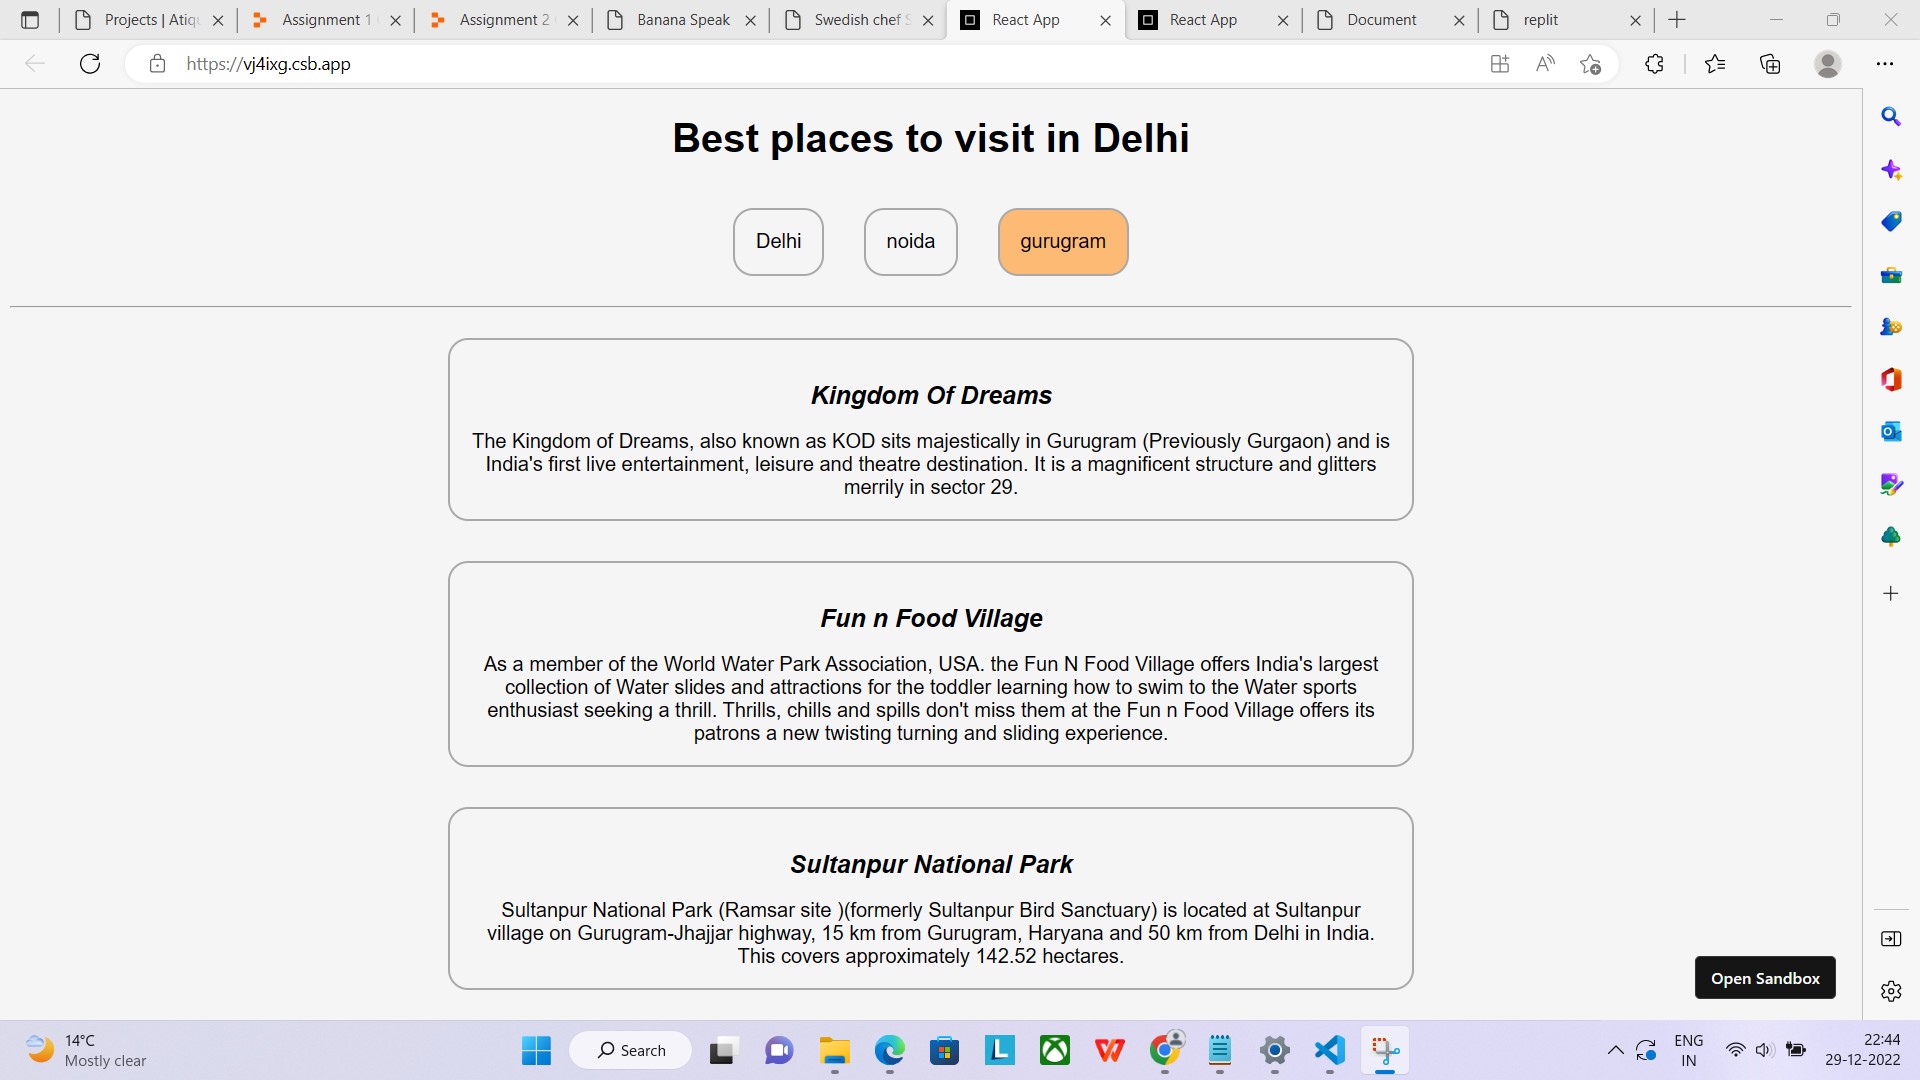 Projects | Atiq
Assignment 1
Assignment 2
Banana Speak
Swedish chef S
React App
React App
Document
replit
https://vj4ixg.csb.app
Best places to visit in Delhi
Delhi
noida
gurugram
Kingdom Of Dreams
The Kingdom of Dreams, also known as KOD sits majestically in Gurugram (Previously Gurgaon) and is
India's first live entertainment, leisure and theatre destination. It is a magnificent structure and glitters
merrily in sector 29.
Fun n Food Village
As a member of the World Water Park Association, USA. the Fun N Food Village offers India's largest
collection of Water slides and attractions for the toddler learning how to swim to the Water sports
enthusiast seeking a thrill. Thrills, chills and spills don't miss them at the Fun n Food Village offers its
patrons a new twisting turning and sliding experience.
Sultanpur National Park
Sultanpur National Park (Ramsar site )(formerly Sultanpur Bird Sanctuary) is located at Sultanpur
village on Gurugram-Jhajjar highway, 15 km from Gurugram, Haryana and 50 km from Delhi in India.
This covers approximately 142.52 hectares.
Open Sandbox
14°C
Mostly clear
Search
ENG
IN
22:44
29-12-2022